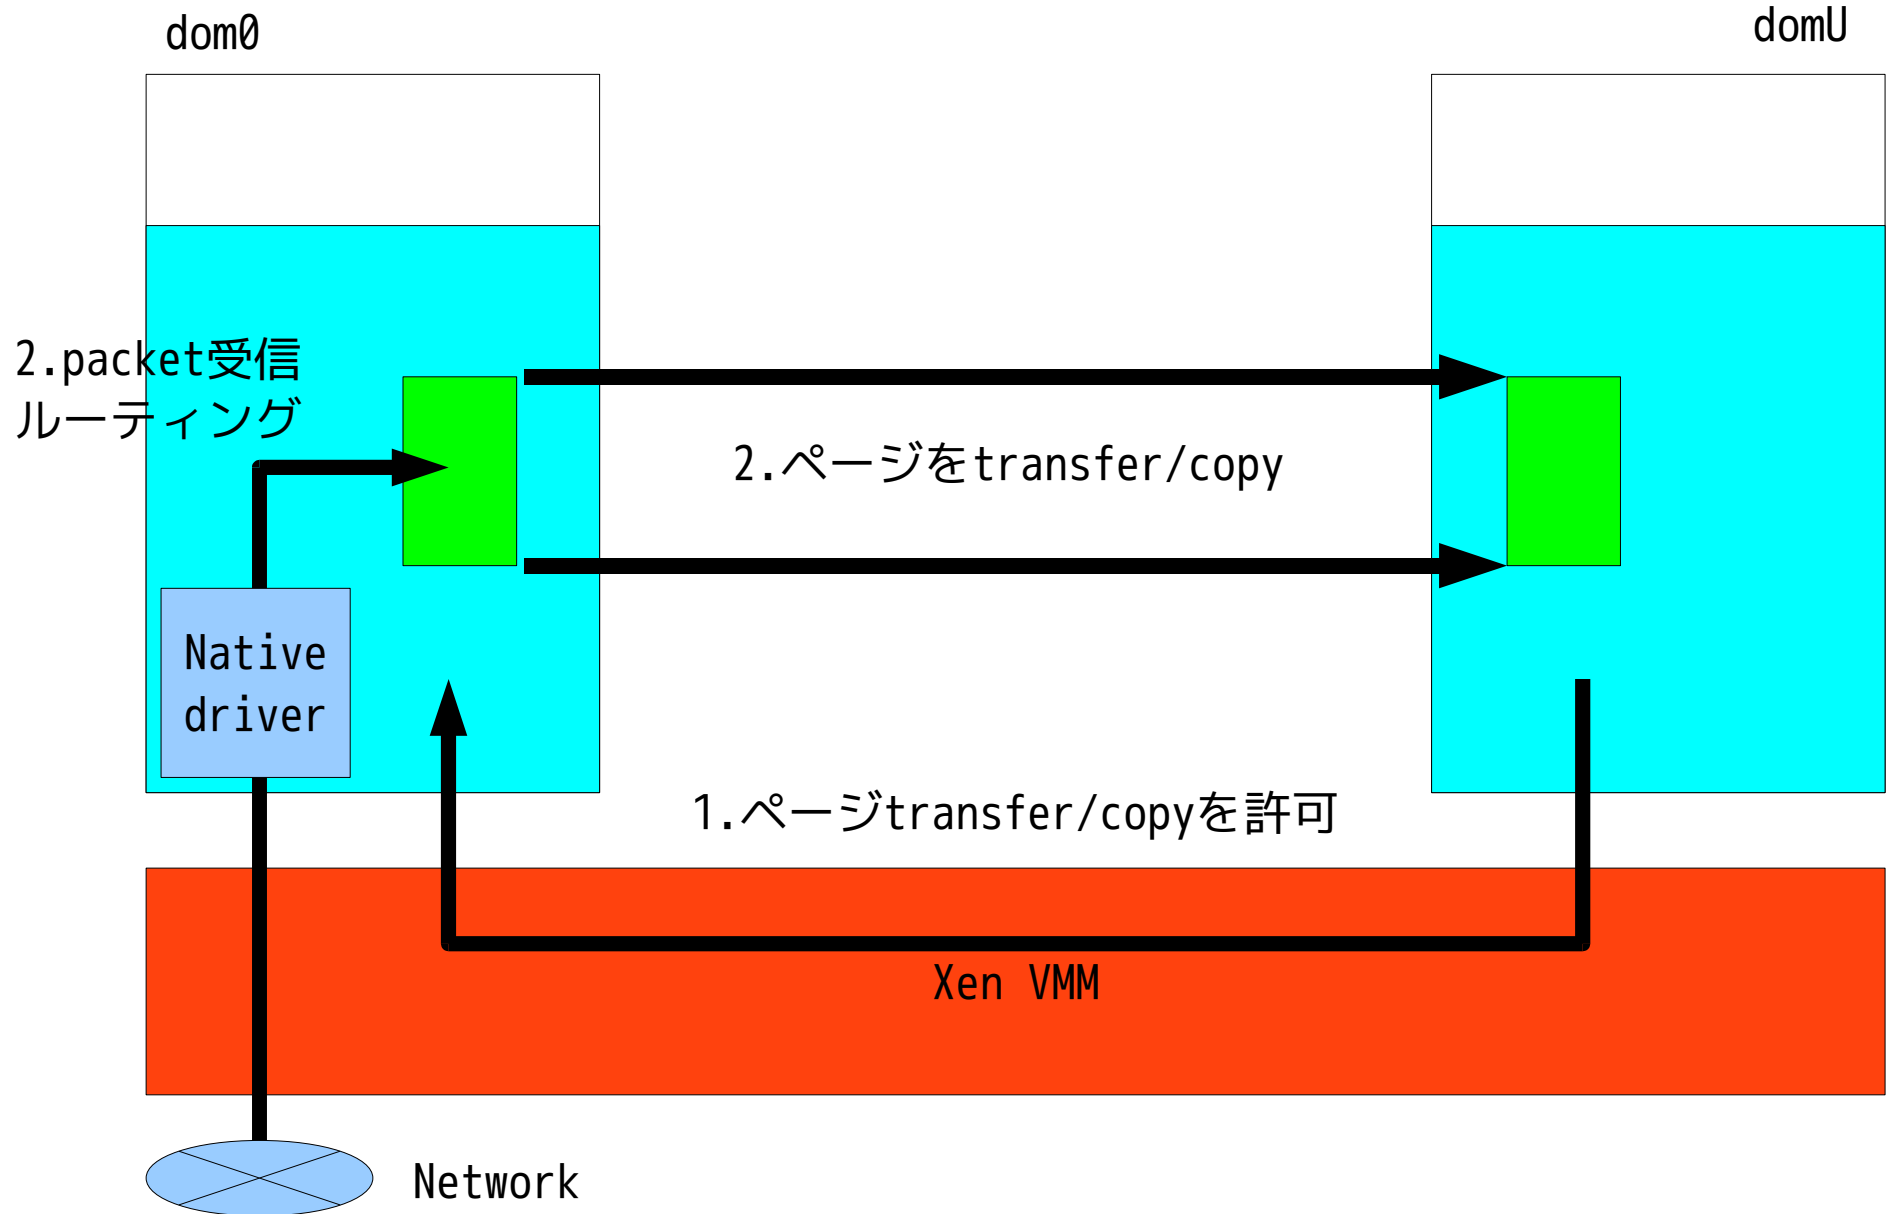 dom0
domU
2.packet受信
ルーティング
2.ページをtransfer/copy
Native
driver
1.ページtransfer/copyを許可
Xen VMM
Network